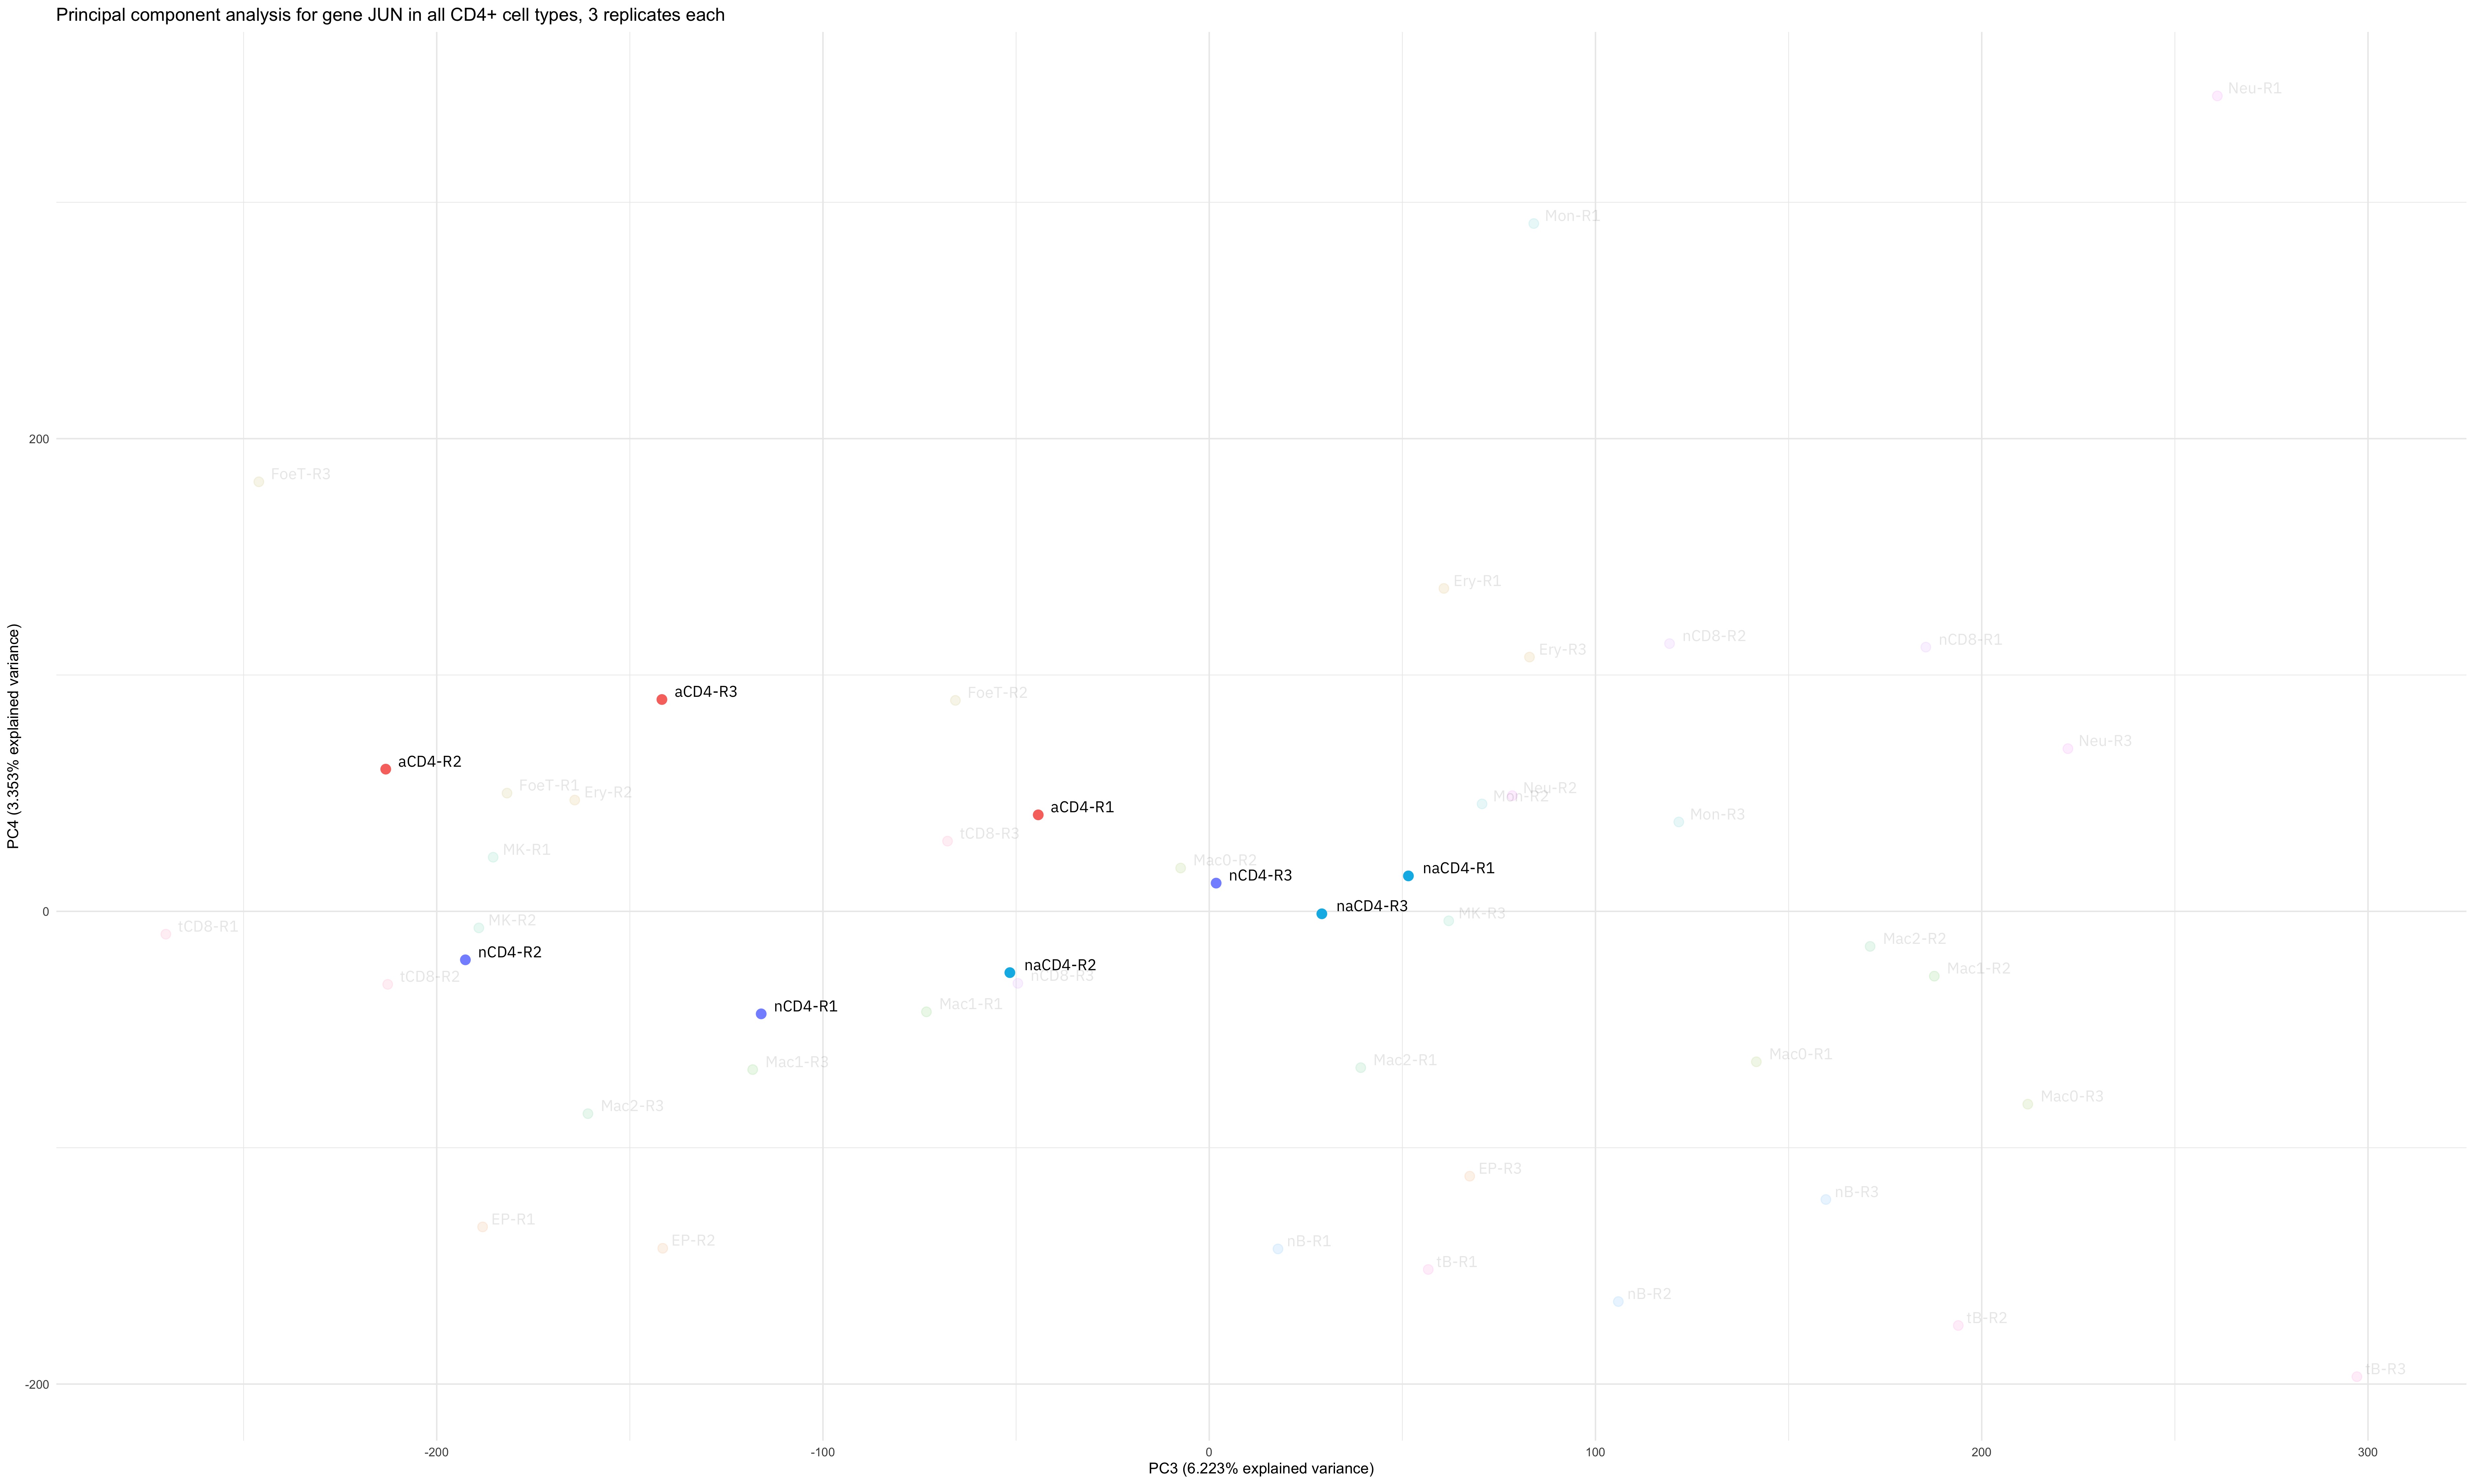 Principal component analysis for gene JUN in all CD4+ cell types, 3 replicates each
Neu-R1
Mon-R1
200
FoeT-R3
Ery-R1
nCD8-R2
nCD8-R1
Ery-R3
aCD4-R3
FoeT-R2
Neu-R3
aCD4-R2
FoeT-R1
Ery-R2
Neu-R2
Mon-R2
aCD4-R1
Mon-R3
tCD8-R3
MK-R1
Mac0-R2
naCD4-R1
nCD4-R3
naCD4-R3
0
MK-R3
tCD8-R1
MK-R2
Mac2-R2
nCD4-R2
naCD4-R2
Mac1-R2
tCD8-R2
nCD8-R3
Mac1-R1
nCD4-R1
Mac1-R3
Mac2-R1
Mac0-R1
Mac2-R3
Mac0-R3
EP-R3
nB-R3
EP-R1
EP-R2
nB-R1
tB-R1
nB-R2
tB-R2
tB-R3
-200
PC4 (3.353% explained variance)
-200
-100
0
100
200
300
PC3 (6.223% explained variance)